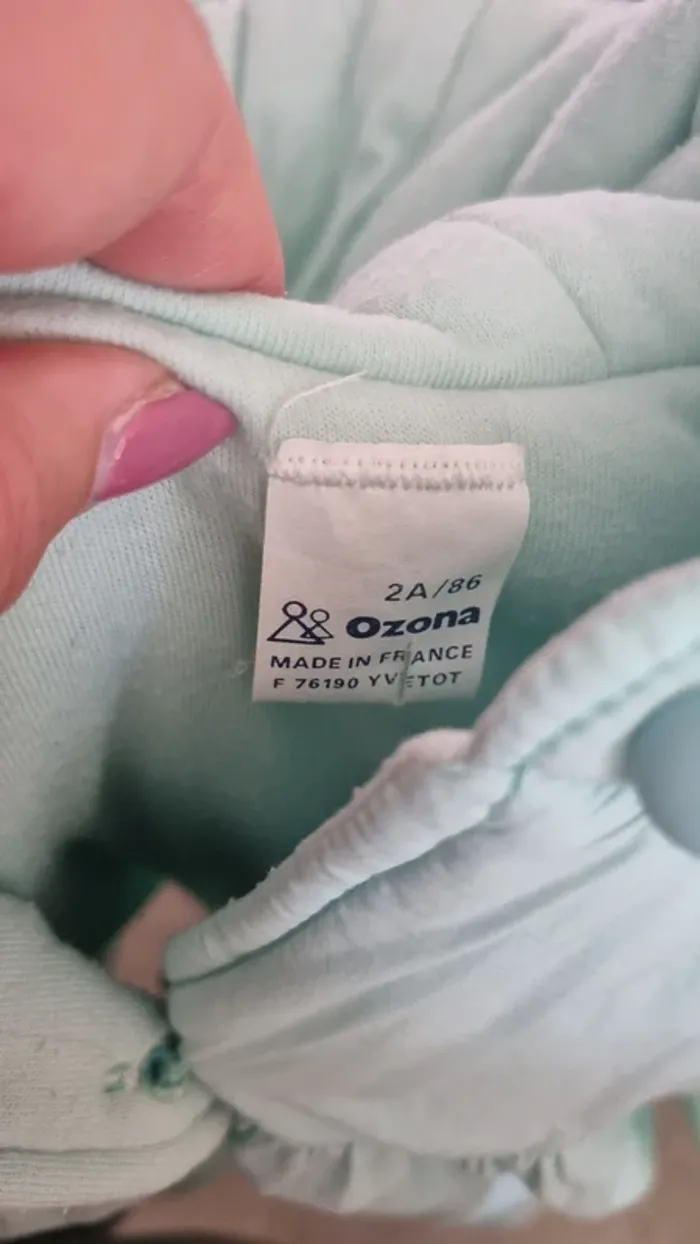 2A/86
Ozona
MADE IN FRANCE
F 76190 YVETOT